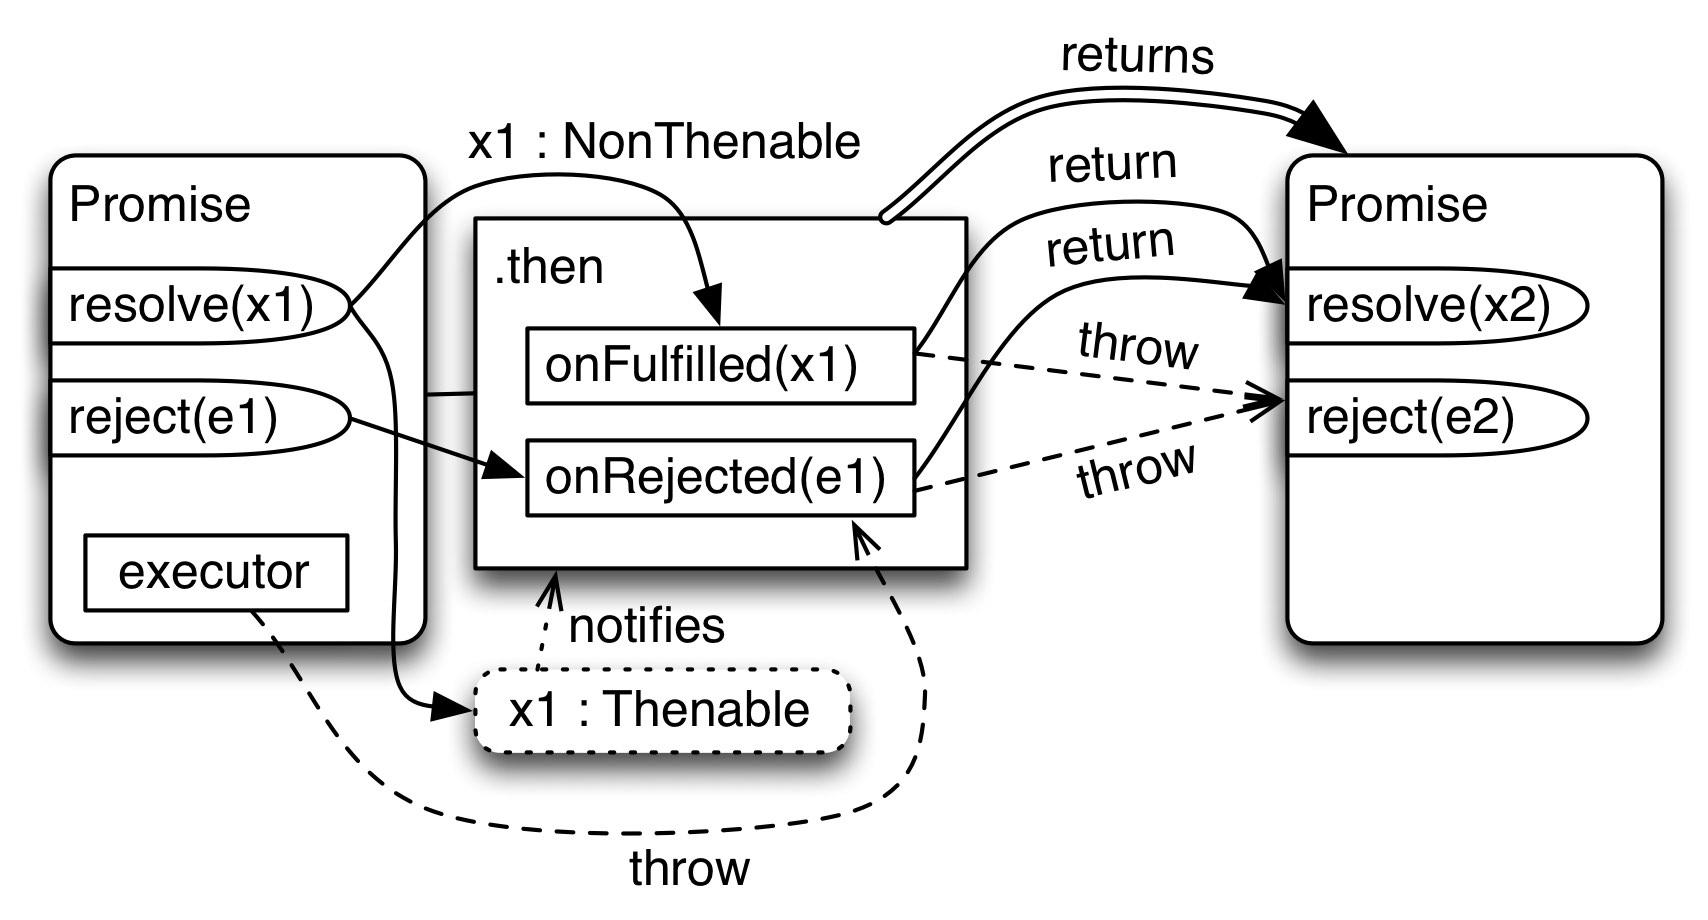 returns
x1 : NonThenable
return
Promise
.then
return
Promise
resolve(x1)
onFulfilled(x1)
throw
resolve(x2)
reject(e1)
onRejected(e1)
throw
reject(e2)
executor
notifies
x1 : Thenable
throw